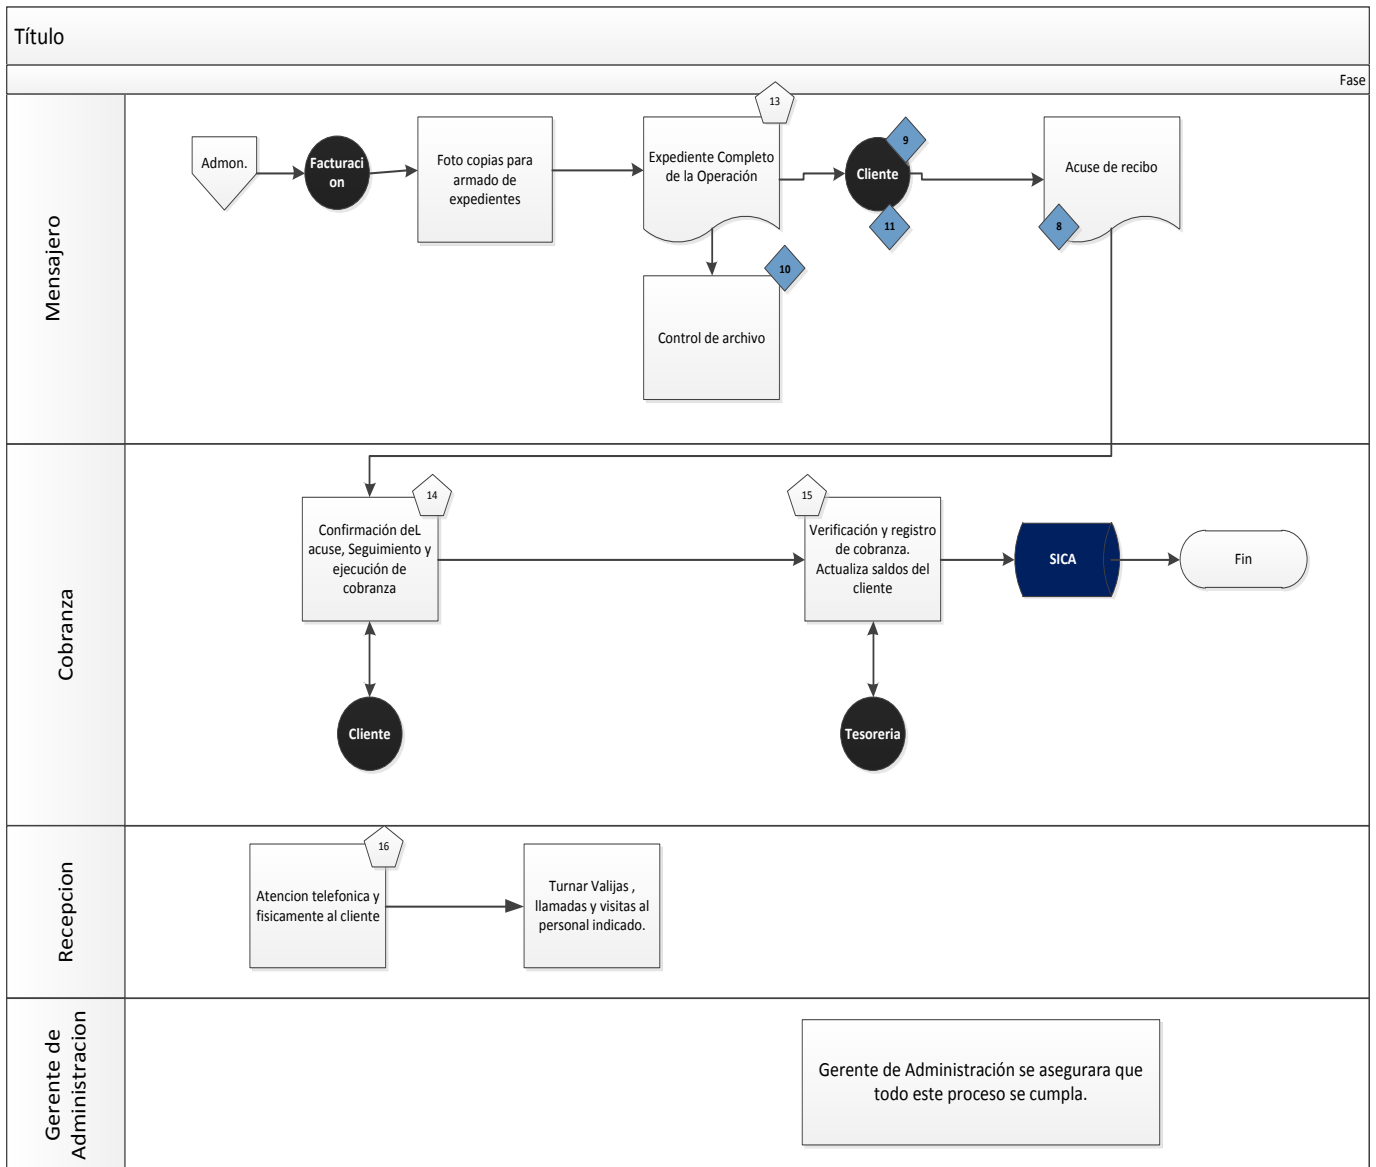 Título
Fase
Mensajero
Admon.
Facturaci
on
Foto copias para
armado de
expedientes
13
Expediente Completo
de la Operación
9
Cliente
11
Acuse de recibo
8
10
Control de archivo
Cobranza
14
Confirmación deL
acuse, Seguimiento y
ejecución de
cobranza
15
Verificación y registro
de cobranza.
Actualiza saldos del
cliente
SICA
Fin
Cliente
Tesoreria
Recepcion
16
Atencion telefonica y
fisicamente al cliente
Turnar Valijas ,
llamadas y visitas al
personal indicado.
Gerente de
Administracion
Gerente de Administración se asegurara que
todo este proceso se cumpla.